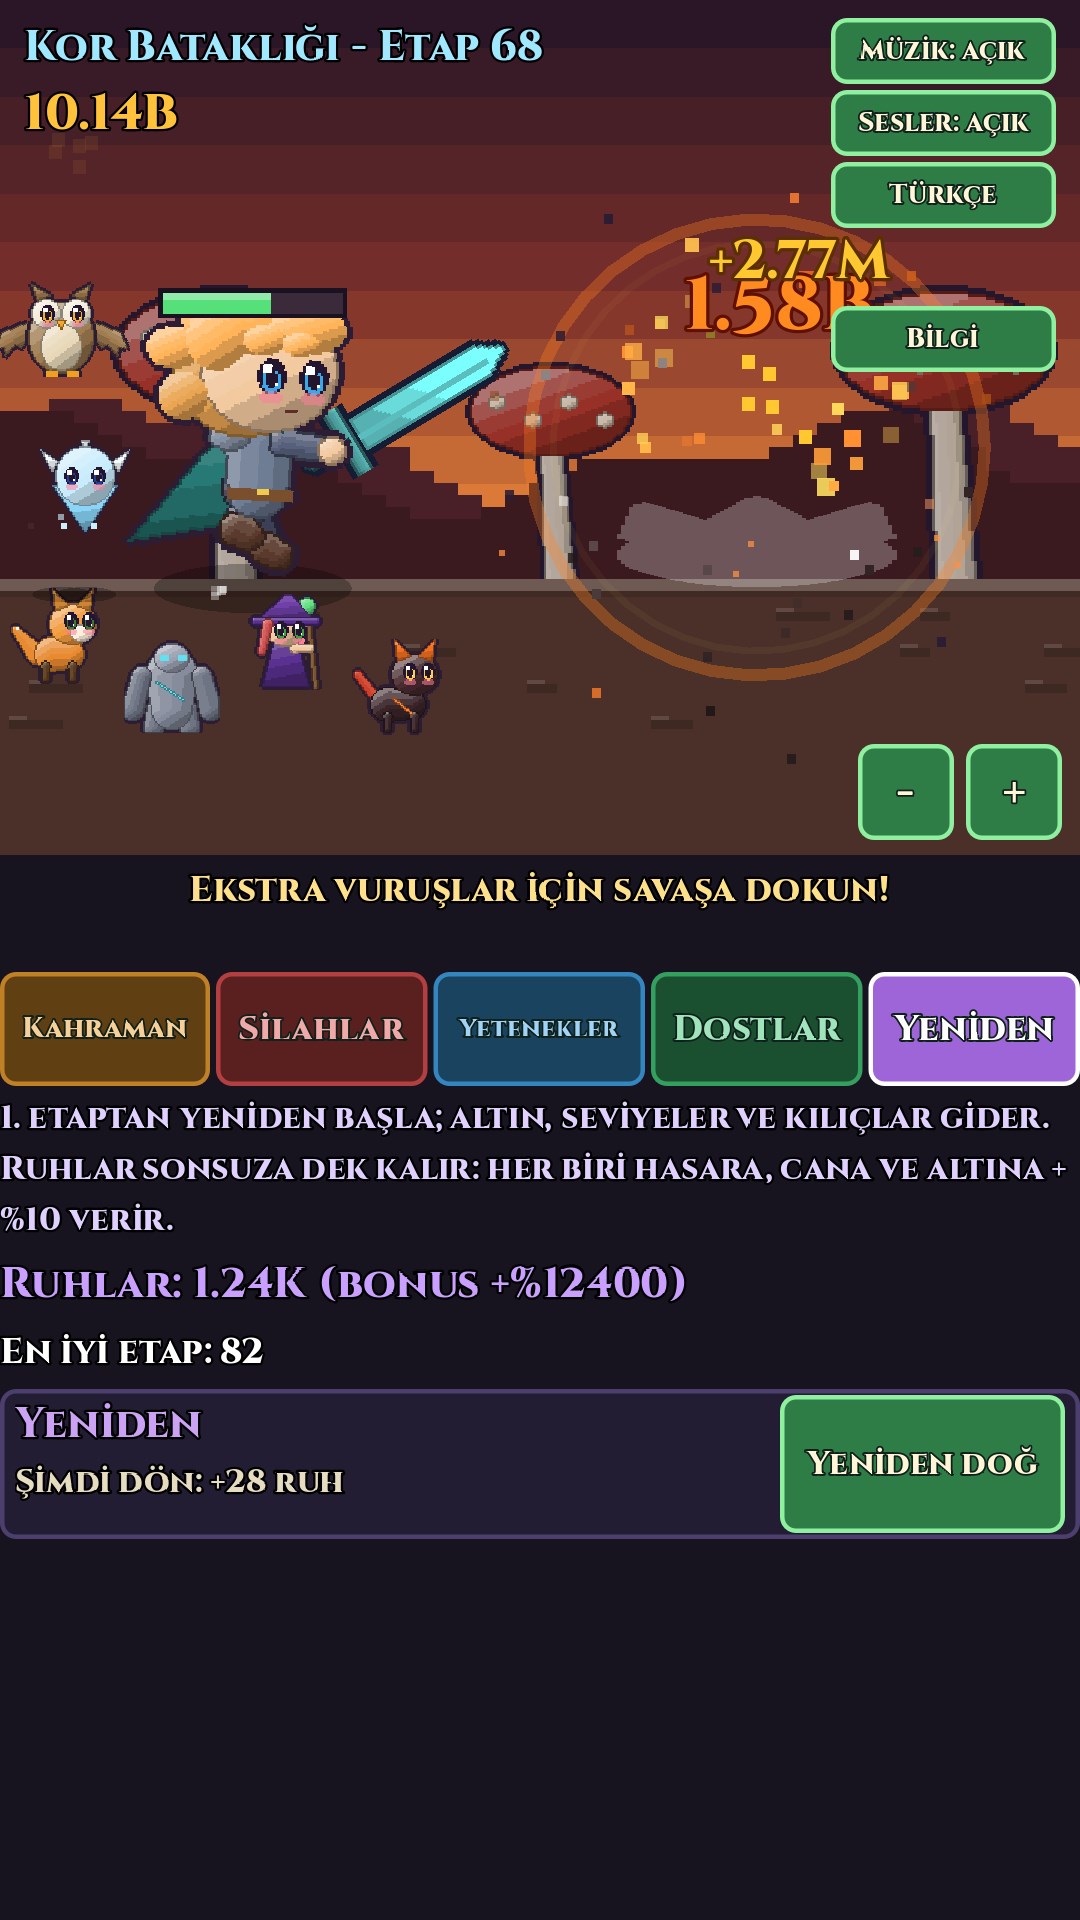 Kor Bataklığı - Etap 68
10.14B
Müzik: açık
Sesler: açık
Türkçe
+2.77M
1.58B
Bilgi
-
+
Ekstra vuruşlar için savaşa dokun!
Kahraman
Silahlar
Yetenekler
Dostlar
Yeniden
1. etaptan yeniden başla; altın, seviyeler ve kılıçlar gider.
Ruhlar sonsuza dek kalır: her biri hasara, cana ve altına +
%10 verir.
Ruhlar: 1.24K (bonus +%12400)
En iyi etap: 82
Yeniden
Şimdi dön: +28 ruh
Yeniden doğ